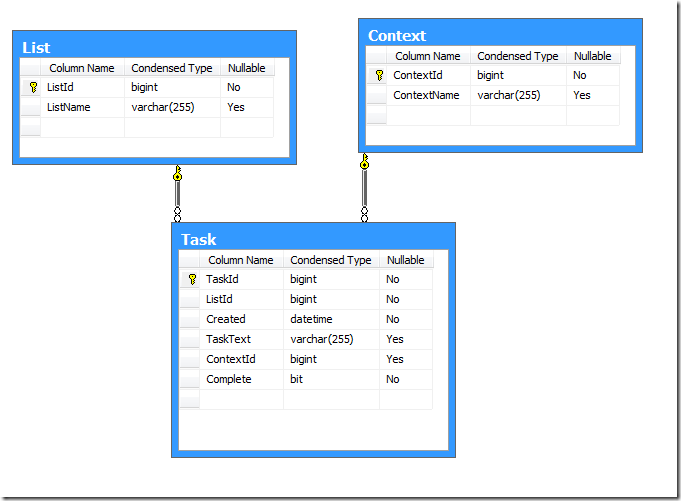 List
Column Name Condensed Type Nullable
ListId bigint No
ListName varchar(255) Yes
Context
Column Name Condensed Type Nullable
ContextId bigint No
ContextName varchar(255) Yes
Task
Column Name Condensed Type Nullable
TaskId bigint No
ListId bigint No
Created datetime No
TaskText varchar(255) Yes
ContextId bigint Yes
Complete bit No